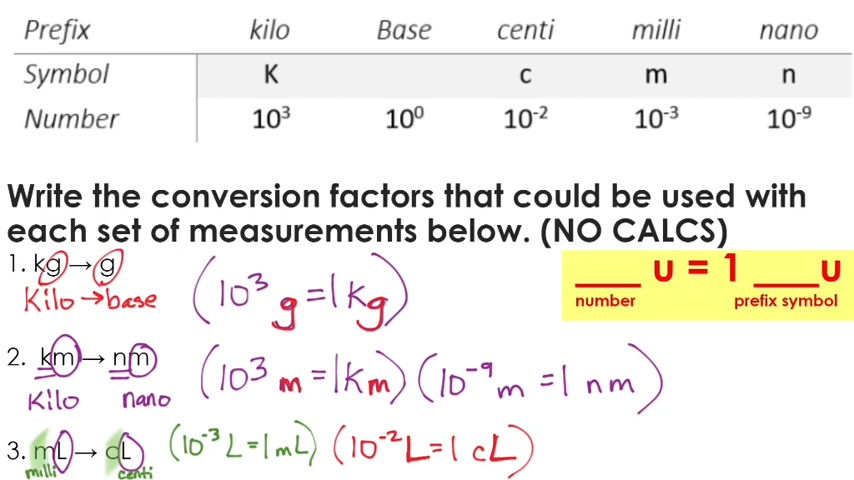 Prefix kilo Base centi milli nano
Symbol K c m n
Number 10³ 10⁰ 10⁻² 10⁻³ 10⁻⁹
Write the conversion factors that could be used with
each set of measurements below. (NO CALCS)
1. kg → g (10³ g = 1 kg)
Kilo → base
____ u = 1 ____u
number prefix symbol
2. km → nm (10³ m = 1 Km) (10⁻⁹ m = 1 nm)
Kilo nano
3. mL → cL (10⁻³ L = 1 mL) (10⁻² L = 1 cL)
milli centi